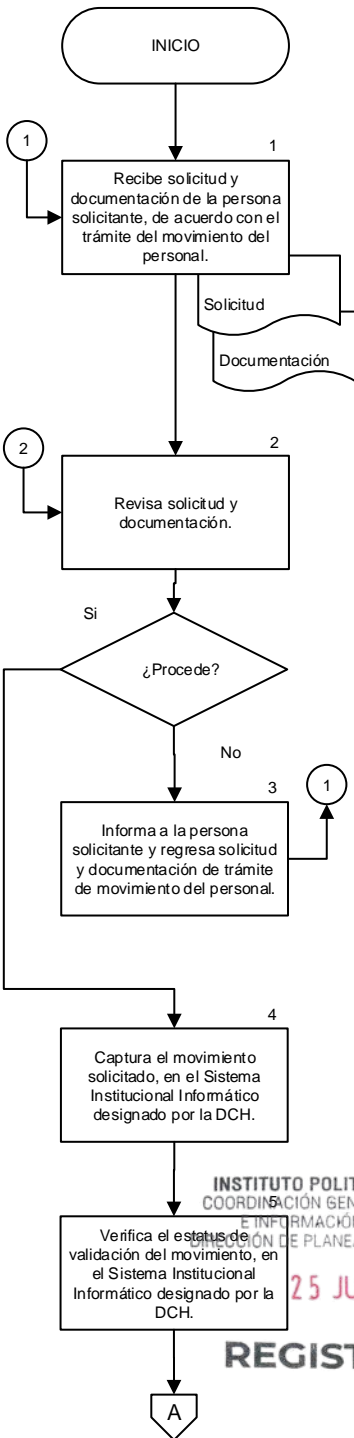 INICIO
1
1
Recibe solicitud y
documentación de la persona
solicitante, de acuerdo con el
trámite del movimiento del
personal.
Solicitud
Documentación
2
2
Revisa solicitud y
documentación.
Si
¿Procede?
No
3
1
Informa a la persona
solicitante y regresa solicitud
y documentación de trámite
de movimiento del personal.
4
Captura el movimiento
solicitado, en el Sistema
Institucional Informático
designado por la DCH.
INSTITUTO POLIT
COORDINACIÓN GEN
5
E INFORMACIÓN
DIRECCIÓN DE PLANEA
Verifica el estatus de
validación del movimiento, en
el Sistema Institucional
Informático designado por la
DCH.
25 JU
REGIST
A